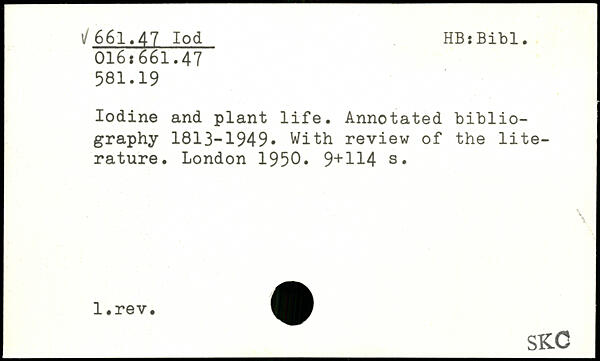 √ 661.47 Iod HB:Bibl.
016:661.47
581.19
Iodine and plant life. Annotated biblio-
graphy 1813-1949. With review of the lite-
rature. London 1950. 9+114 s.
1.rev.
SKC